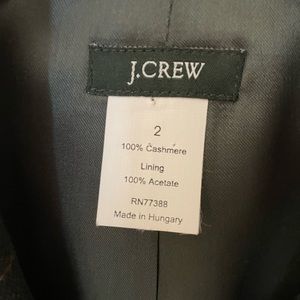 J.CREW
2
100% Cashmere
Lining
100% Acetate
RN77388
Made in Hungary